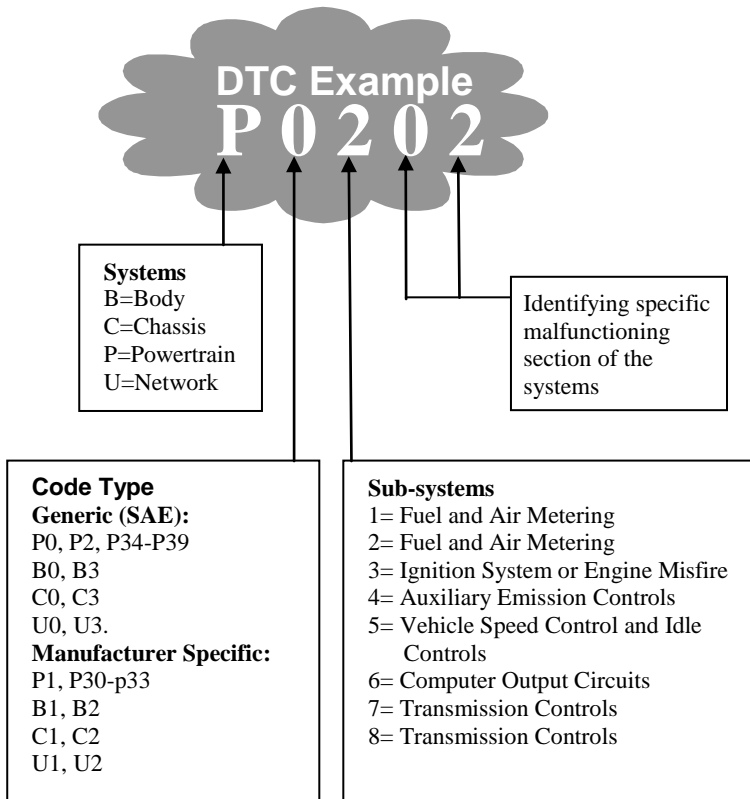 DTC Example
P 0 2 0 2
Systems
B=Body
C=Chassis
P=Powertrain
U=Network
Identifying specific
malfunctioning
section of the
systems
Code Type
Generic (SAE):
P0, P2, P34-P39
B0, B3
C0, C3
U0, U3.
Manufacturer Specific:
P1, P30-p33
B1, B2
C1, C2
U1, U2
Sub-systems
1= Fuel and Air Metering
2= Fuel and Air Metering
3= Ignition System or Engine Misfire
4= Auxiliary Emission Controls
5= Vehicle Speed Control and Idle
Controls
6= Computer Output Circuits
7= Transmission Controls
8= Transmission Controls